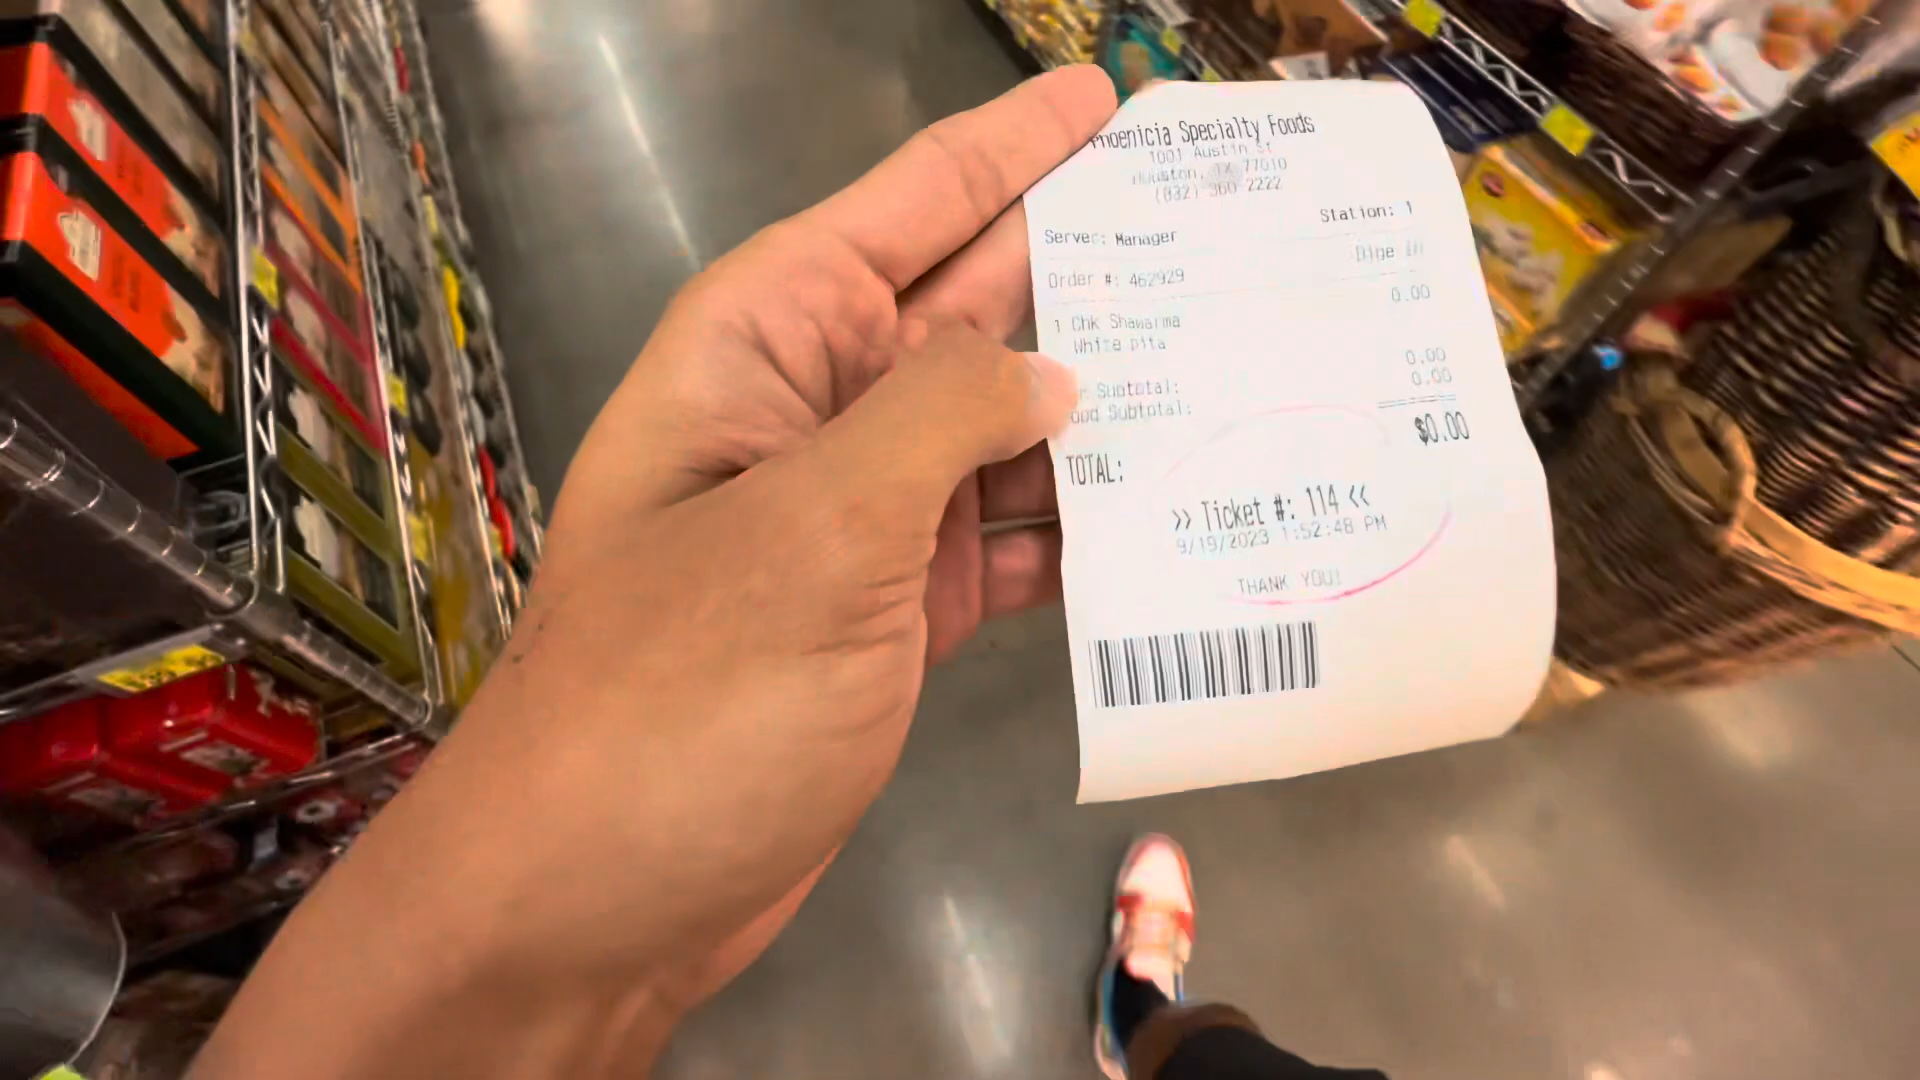 Phoenicia Specialty Foods
1001 Austin St
Houston, TX 77010
(832) 360 2222
Station: 1
Server: Manager
Dine In
Order #: 462929
0.00
1 Chk Shawarma
White pita
r Subtotal: 0.00
ood Subtotal: 0.00
TOTAL: $0.00
>> Ticket #: 114 <<
9/19/2023 1:52:48 PM
THANK YOU!